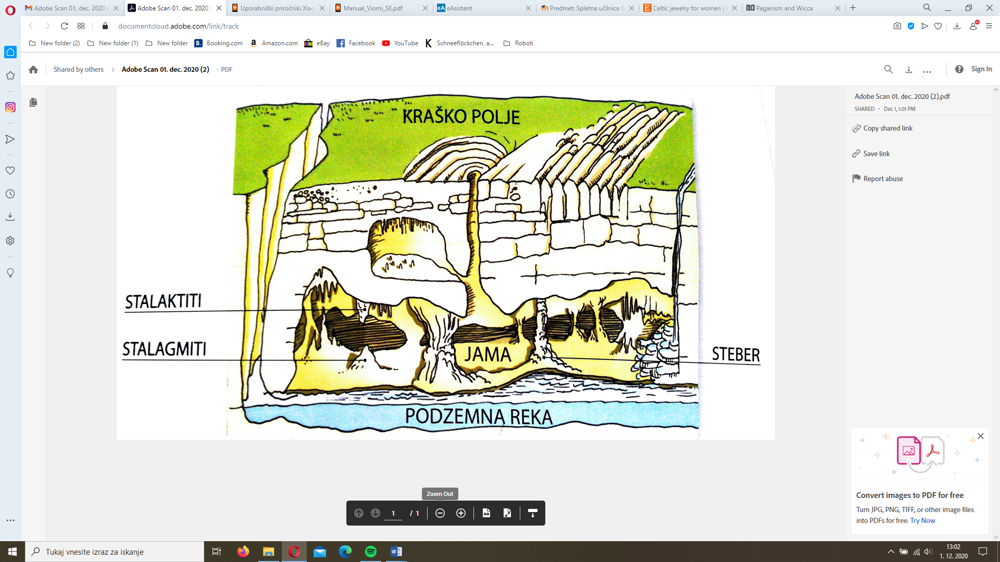 Adobe Scan 01. dec. 2020 (
Adobe Scan 01. dec. 2020 (
Uporabniški priročniki Xiao
Manual_Viomi_SE.pdf
eA eAsistent
Predmet: Spletna učilnica 6
Celtic jewelry for women | E
Paganism and Wicca
documentcloud.adobe.com/link/track
New folder (2)
New folder (1)
New folder
B. Booking.com
Amazon.com
eBay
Facebook
YouTube
Schneeflöckchen, a...
Roboti
Shared by others
Adobe Scan 01. dec. 2020 (2)
· PDF
Sign In
Adobe Scan 01. dec. 2020 (2).pdf
SHARED · Dec 1, 1:01 PM
Copy shared link
Save link
Report abuse
KRAŠKO POLJE
STALAKTITI
STALAGMITI
JAMA
STEBER
PODZEMNA REKA
Zoom Out
1 / 1
Convert images to PDF for free
Turn JPG, PNG, TIFF, or other image files
into PDFs for free. Try Now
Tukaj vnesite izraz za iskanje
13:02
1. 12. 2020